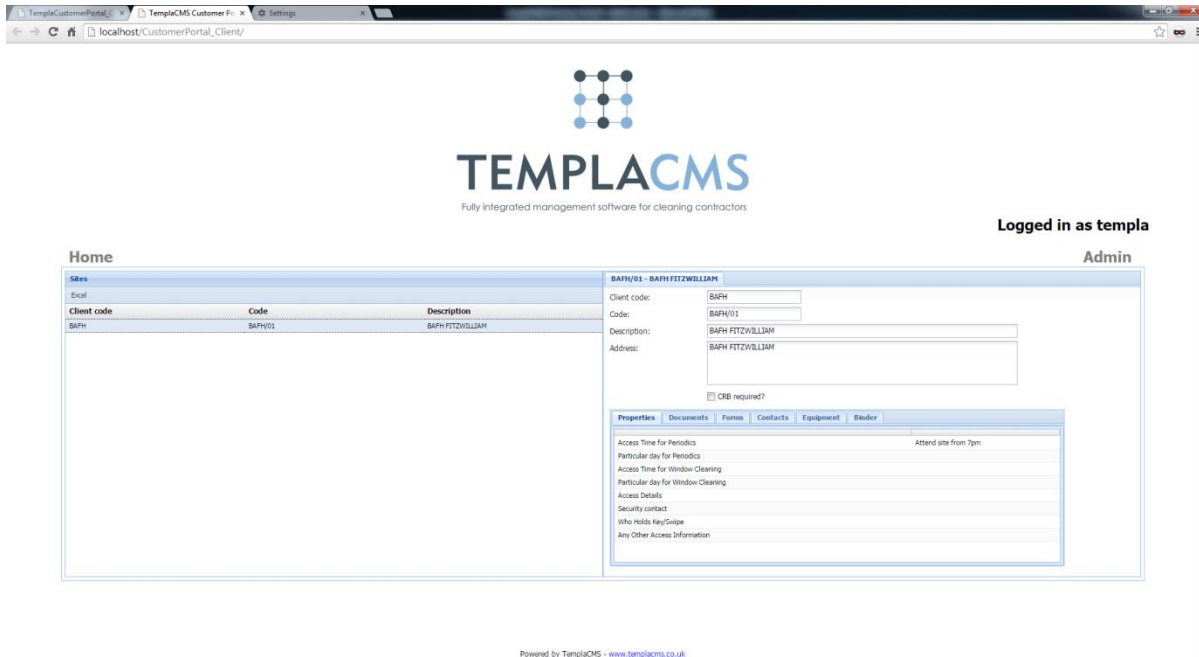 TemplaCustomerPortal_C
TemplaCMS Customer Po
Settings
localhost/CustomerPortal_Client/
TEMPLACMS
Fully integrated management software for cleaning contractors
Logged in as templa
Home
Admin
Sites
Excel
Client code Code Description
BAFH BAFH/01 BAFH FITZWILLIAM
BAFH/01 - BAFH FITZWILLIAM
Client code: BAFH
Code: BAFH/01
Description: BAFH FITZWILLIAM
Address: BAFH FITZWILLIAM
CRB required?
Properties Documents Forms Contacts Equipment Binder
Access Time for Periodics Attend site from 7pm
Particular day for Periodics
Access Time for Window Cleaning
Particular day for Window Cleaning
Access Details
Security contact
Who Holds Key/Swipe
Any Other Access Information
Powered by TemplaCMS - www.templacms.co.uk